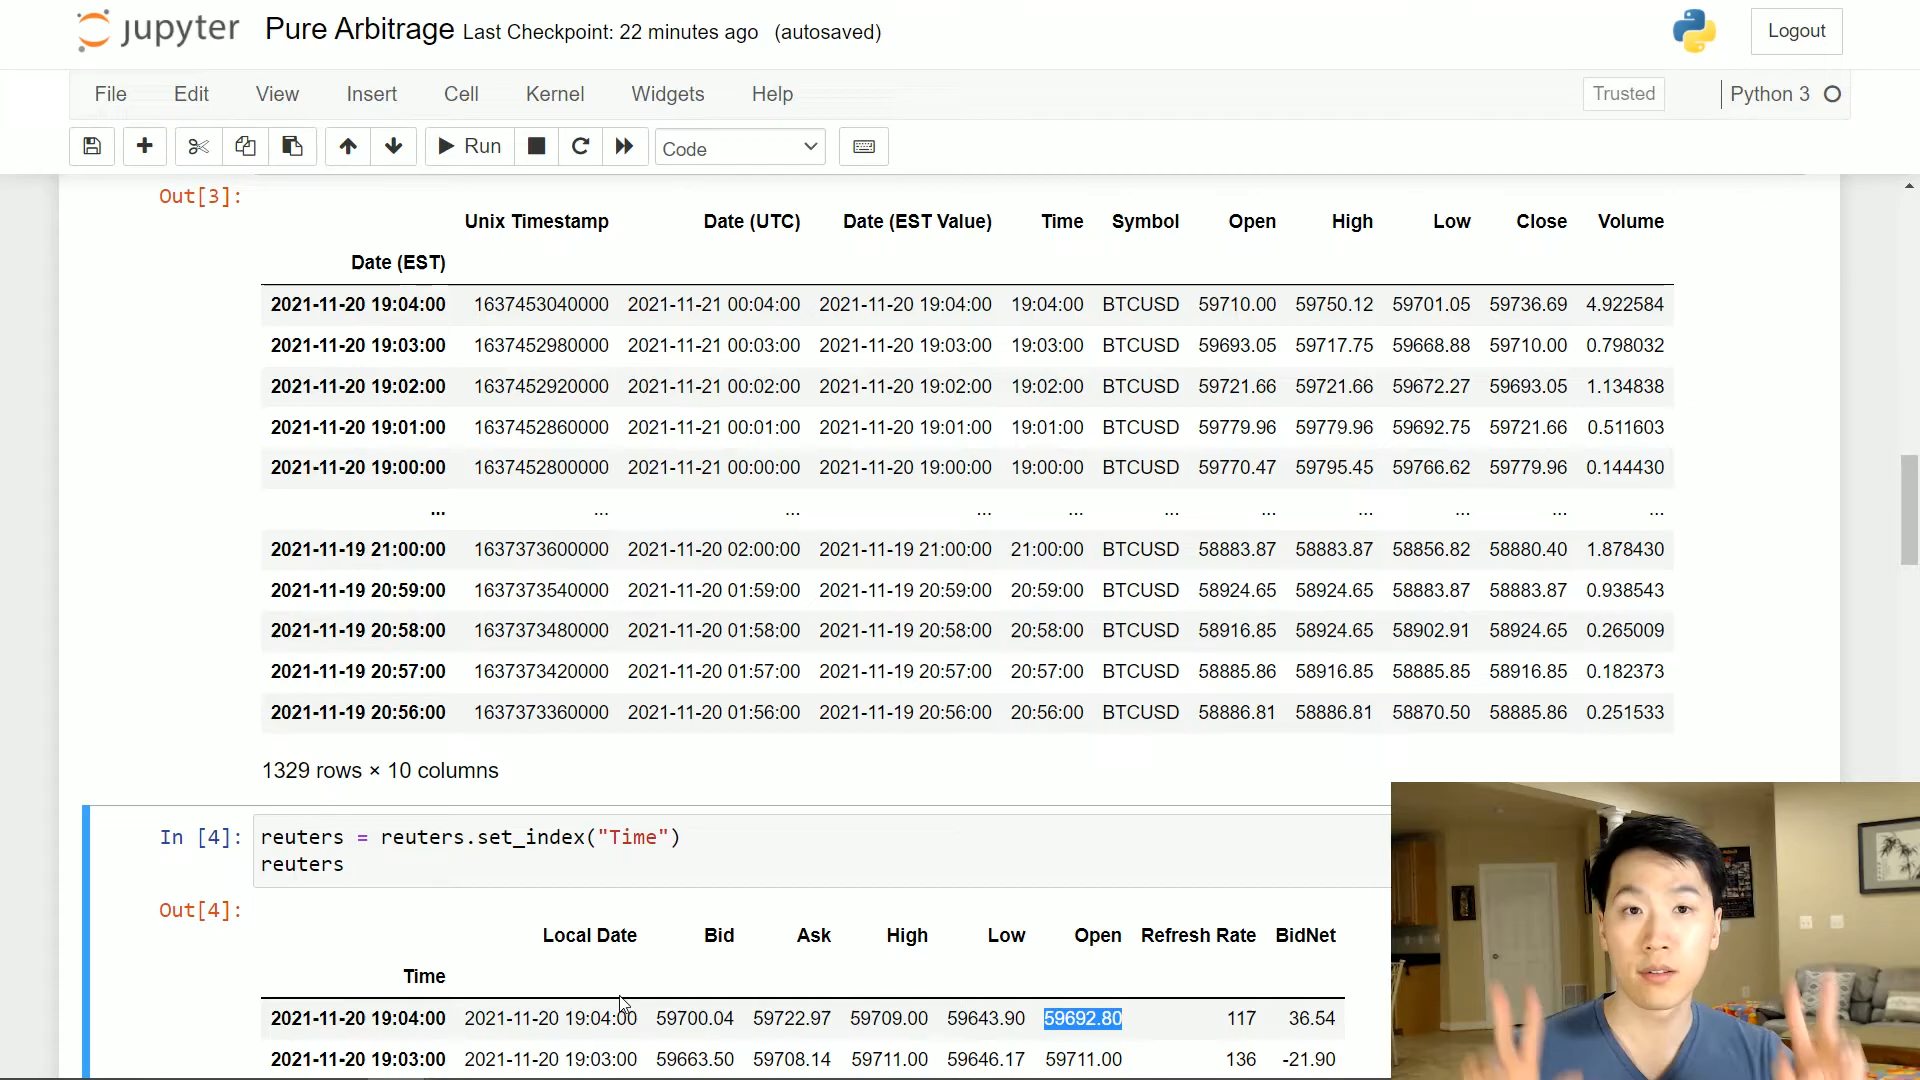 jupyter Pure Arbitrage Last Checkpoint: 22 minutes ago (autosaved) Logout
File Edit View Insert Cell Kernel Widgets Help Trusted Python 3
Run Code
Out[3]:
Unix Timestamp Date (UTC) Date (EST Value) Time Symbol Open High Low Close Volume
Date (EST)
2021-11-20 19:04:00 1637453040000 2021-11-21 00:04:00 2021-11-20 19:04:00 19:04:00 BTCUSD 59710.00 59750.12 59701.05 59736.69 4.922584
2021-11-20 19:03:00 1637452980000 2021-11-21 00:03:00 2021-11-20 19:03:00 19:03:00 BTCUSD 59693.05 59717.75 59668.88 59710.00 0.798032
2021-11-20 19:02:00 1637452920000 2021-11-21 00:02:00 2021-11-20 19:02:00 19:02:00 BTCUSD 59721.66 59721.66 59672.27 59693.05 1.134838
2021-11-20 19:01:00 1637452860000 2021-11-21 00:01:00 2021-11-20 19:01:00 19:01:00 BTCUSD 59779.96 59779.96 59692.75 59721.66 0.511603
2021-11-20 19:00:00 1637452800000 2021-11-21 00:00:00 2021-11-20 19:00:00 19:00:00 BTCUSD 59770.47 59795.45 59766.62 59779.96 0.144430
... ... ... ... ... ... ... ... ... ... ...
2021-11-19 21:00:00 1637373600000 2021-11-20 02:00:00 2021-11-19 21:00:00 21:00:00 BTCUSD 58883.87 58883.87 58856.82 58880.40 1.878430
2021-11-19 20:59:00 1637373540000 2021-11-20 01:59:00 2021-11-19 20:59:00 20:59:00 BTCUSD 58924.65 58924.65 58883.87 58883.87 0.938543
2021-11-19 20:58:00 1637373480000 2021-11-20 01:58:00 2021-11-19 20:58:00 20:58:00 BTCUSD 58916.85 58924.65 58902.91 58924.65 0.265009
2021-11-19 20:57:00 1637373420000 2021-11-20 01:57:00 2021-11-19 20:57:00 20:57:00 BTCUSD 58885.86 58916.85 58885.85 58916.85 0.182373
2021-11-19 20:56:00 1637373360000 2021-11-20 01:56:00 2021-11-19 20:56:00 20:56:00 BTCUSD 58886.81 58886.81 58870.50 58885.86 0.251533
1329 rows × 10 columns
In [4]: reuters = reuters.set_index("Time")
reuters
Out[4]:
Local Date Bid Ask High Low Open Refresh Rate BidNet
Time
2021-11-20 19:04:00 2021-11-20 19:04:00 59700.04 59722.97 59709.00 59643.90 59692.80 117 36.54
2021-11-20 19:03:00 2021-11-20 19:03:00 59663.50 59708.14 59711.00 59646.17 59711.00 136 -21.90